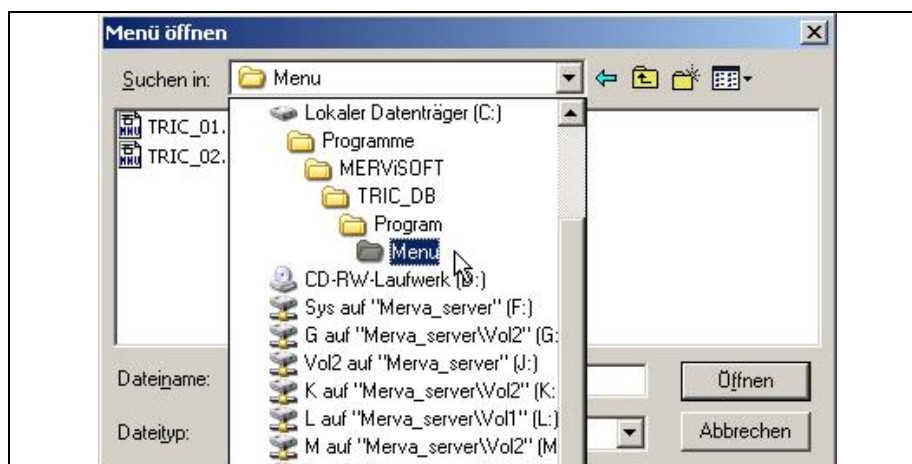 Menü öffnen
Suchen in: Menu
TRIC_01.
TRIC_02.
Lokaler Datenträger (C:)
Programme
MERViSOFT
TRIC_DB
Program
Menu
CD-RW-Laufwerk (D:)
Sys auf "Merva_server" (F:)
G auf "Merva_server\Vol2" (G:
Vol2 auf "Merva_server" (J:)
K auf "Merva_server\Vol2" (K:
L auf "Merva_server\Vol1" (L:)
M auf "Merva_server\Vol2" (M
Dateiname:
Öffnen
Dateityp:
Abbrechen